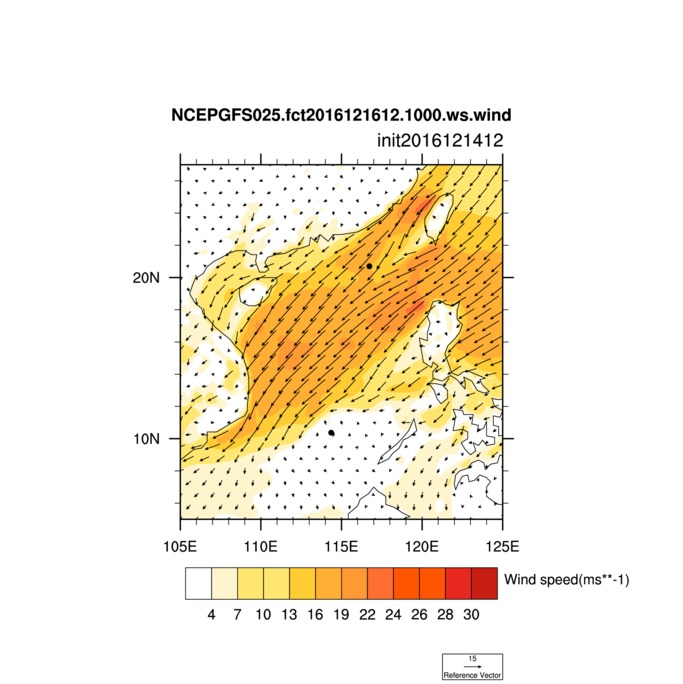 NCEPGFS025.fct2016121612.1000.ws.wind
init2016121412
20N
10N
105E 110E 115E 120E 125E
Wind speed(ms**-1)
4 7 10 13 16 19 22 24 26 28 30
15
Reference Vector